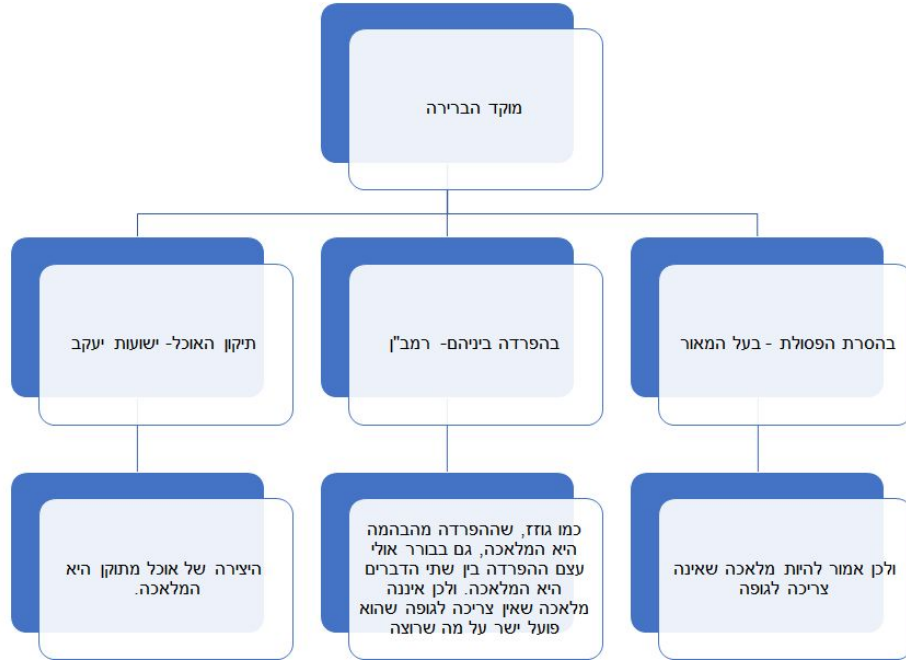 מוקד הברירה
בהסרת הפסולת - בעל המאור
בהפרדה ביניהם- רמב"ן
תיקון האוכל- ישועות יעקב
ולכן אמור להיות מלאכה שאינה
צריכה לגופה
כמו גוזז, שההפרדה מהבהמה
היא המלאכה, גם בבורר אולי
עצם ההפרדה בין שתי הדברים
היא המלאכה. ולכן איננה
מלאכה שאין צריכה לגופה שהוא
פועל ישר על מה שרוצה
היצירה של אוכל מתוקן היא
המלאכה.